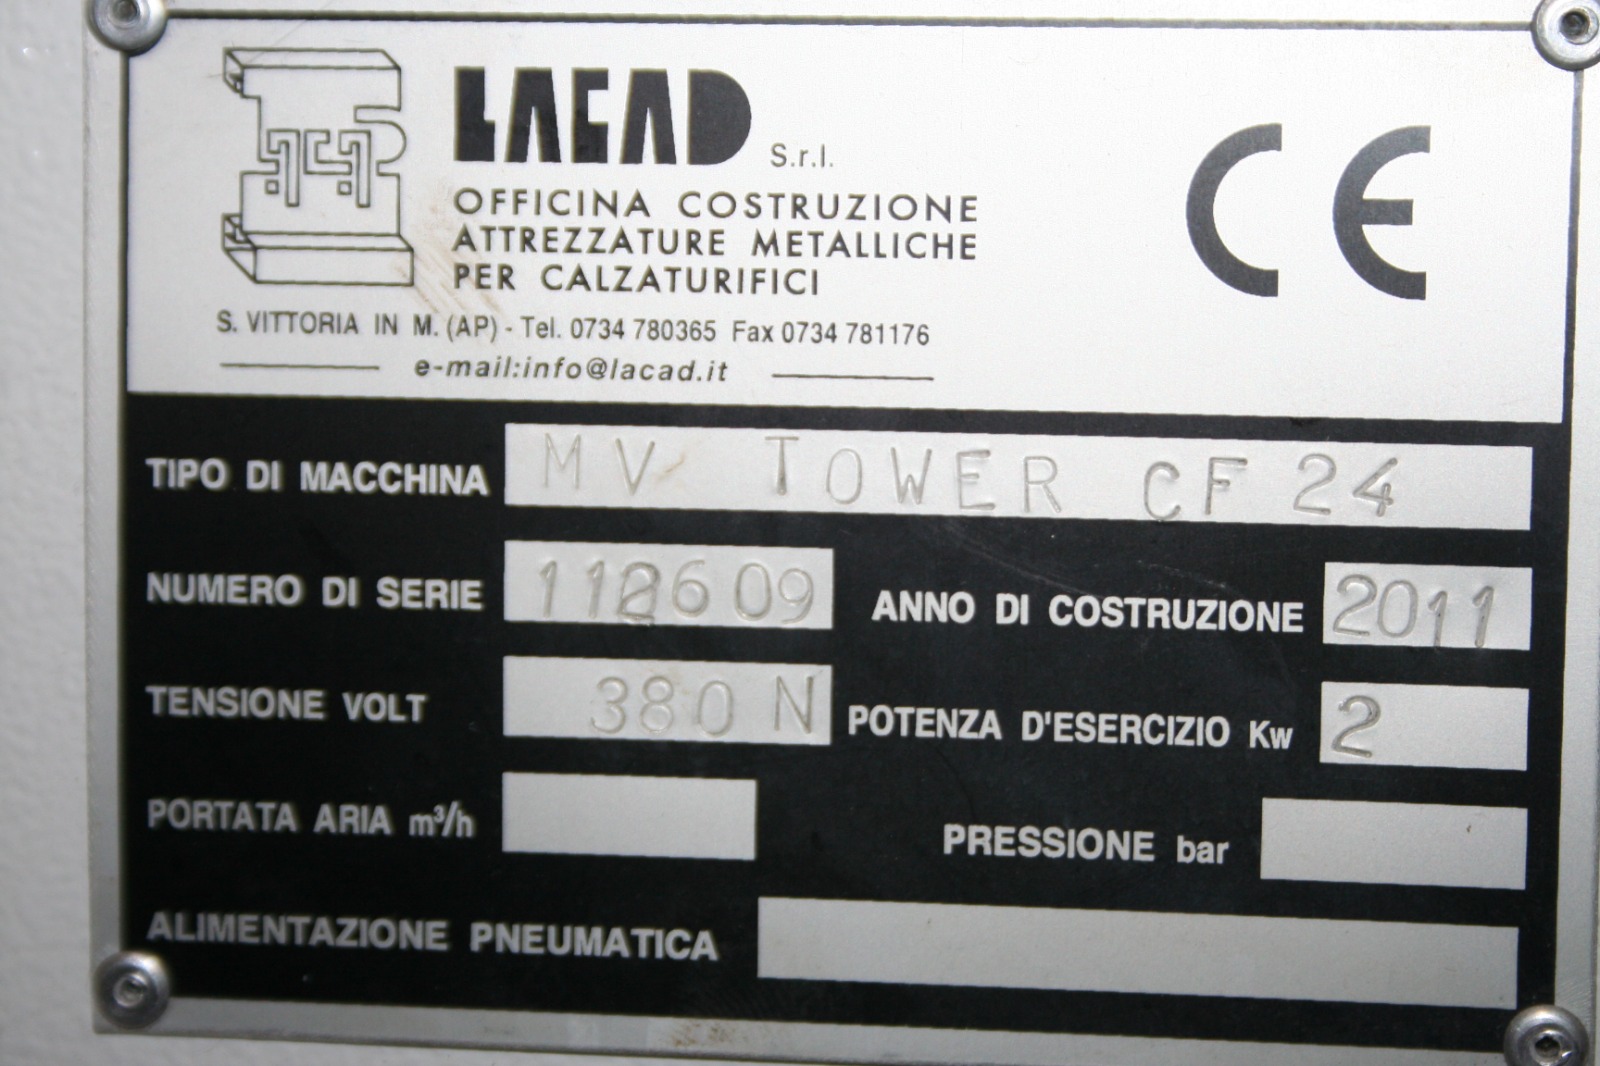 LACAD S.r.l.
OFFICINA COSTRUZIONE
ATTREZZATURE METALLICHE
PER CALZATURIFICI
S. VITTORIA IN M. (AP) - Tel. 0734 780365 Fax 0734 781176
e-mail:info@lacad.it
CE
TIPO DI MACCHINA MV TOWER CF 24
NUMERO DI SERIE ANNO DI COSTRUZIONE 2011
TENSIONE VOLT 380 N POTENZA D'ESERCIZIO Kw 2
PORTATA ARIA m³/h PRESSIONE bar
ALIMENTAZIONE PNEUMATICA